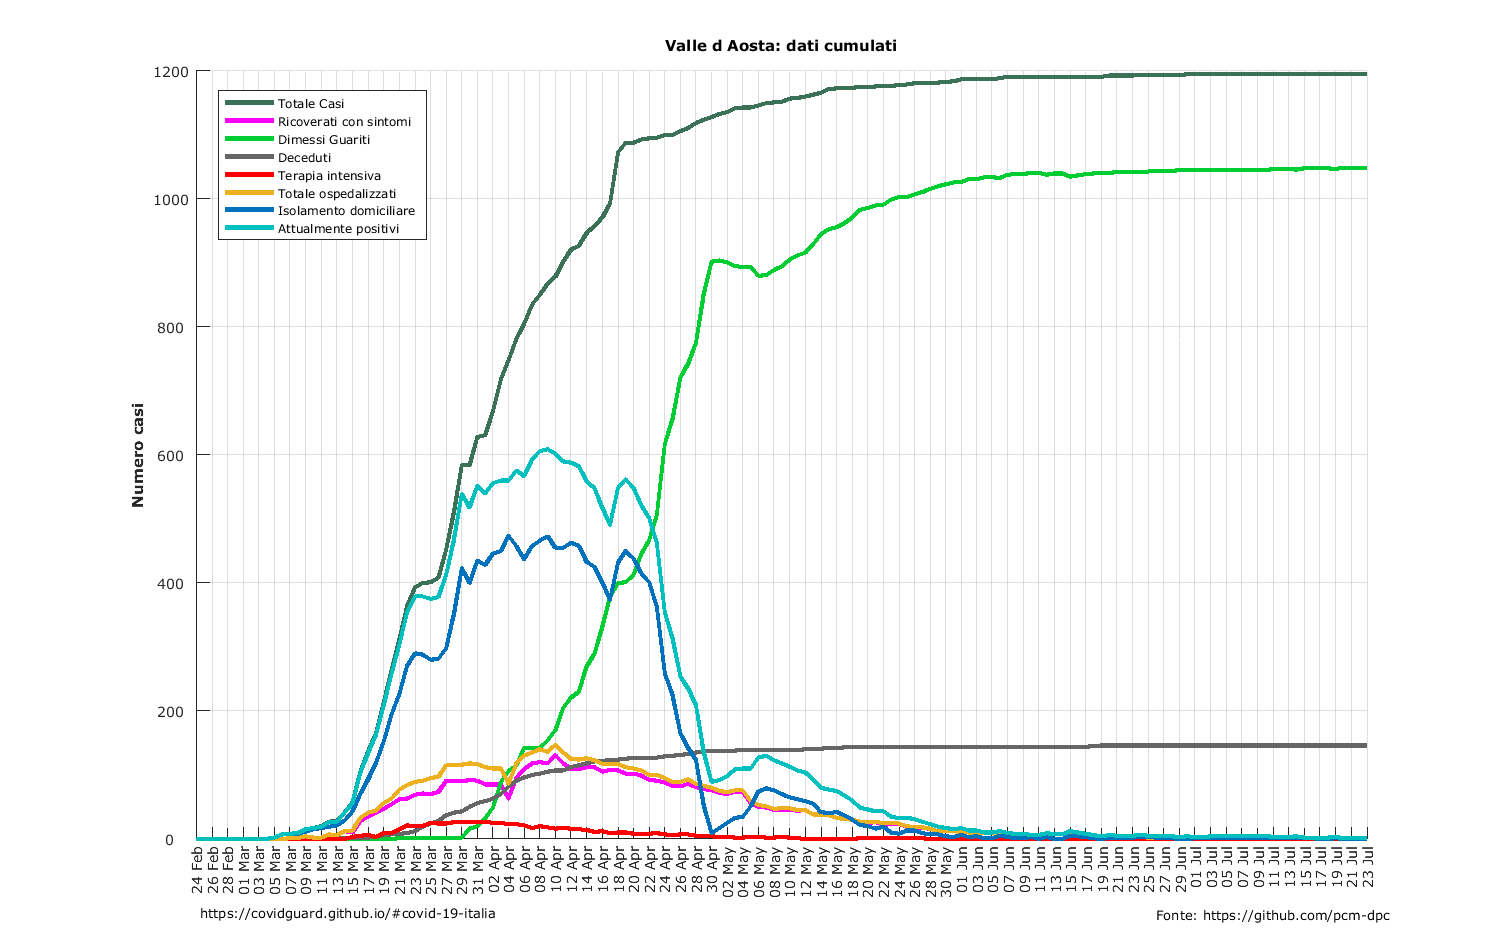 Valle d Aosta: dati cumulati
Numero casi
1200
1000
800
600
400
200
0
Totale Casi
Ricoverati con sintomi
Dimessi Guariti
Deceduti
Terapia intensiva
Totale ospedalizzati
Isolamento domiciliare
Attualmente positivi
24 Feb
26 Feb
28 Feb
01 Mar
03 Mar
05 Mar
07 Mar
09 Mar
11 Mar
13 Mar
15 Mar
17 Mar
19 Mar
21 Mar
23 Mar
25 Mar
27 Mar
29 Mar
31 Mar
02 Apr
04 Apr
06 Apr
08 Apr
10 Apr
12 Apr
14 Apr
16 Apr
18 Apr
20 Apr
22 Apr
24 Apr
26 Apr
28 Apr
30 Apr
02 May
04 May
06 May
08 May
10 May
12 May
14 May
16 May
18 May
20 May
22 May
24 May
26 May
28 May
30 May
01 Jun
03 Jun
05 Jun
07 Jun
09 Jun
11 Jun
13 Jun
15 Jun
17 Jun
19 Jun
21 Jun
23 Jun
25 Jun
27 Jun
29 Jun
01 Jul
03 Jul
05 Jul
07 Jul
09 Jul
11 Jul
13 Jul
15 Jul
17 Jul
19 Jul
21 Jul
23 Jul
https://covidguard.github.io/#covid-19-italia
Fonte: https://github.com/pcm-dpc